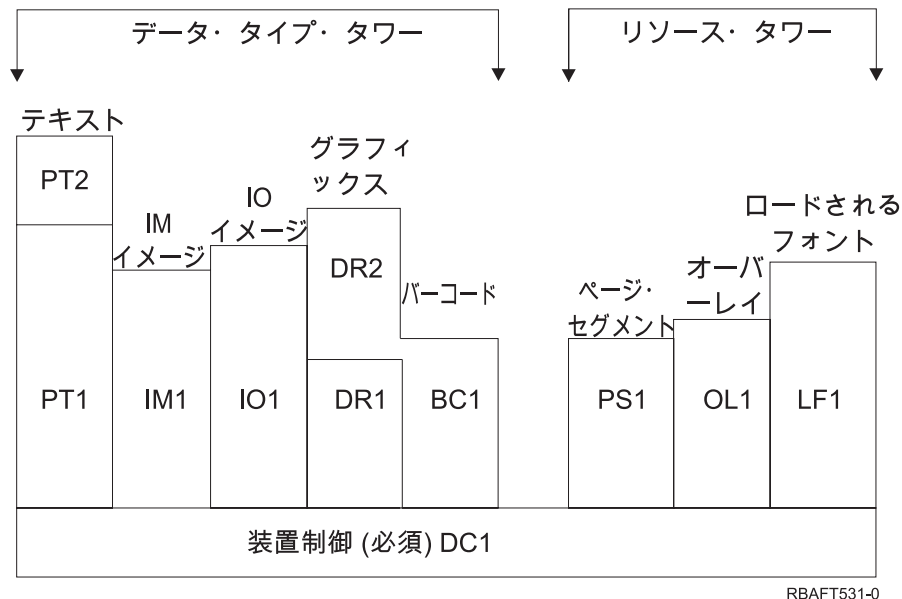 データ・タイプ・タワー
リソース・タワー
テキスト
PT2
PT1
IM
イメージ
IM1
IO
イメージ
IO1
グラフィ
ックス
DR2
DR1
バーコード
BC1
ページ・
セグメント
PS1
オーバ
ーレイ
OL1
ロードされる
フォント
LF1
装置制御 (必須) DC1
RBAFT531-0